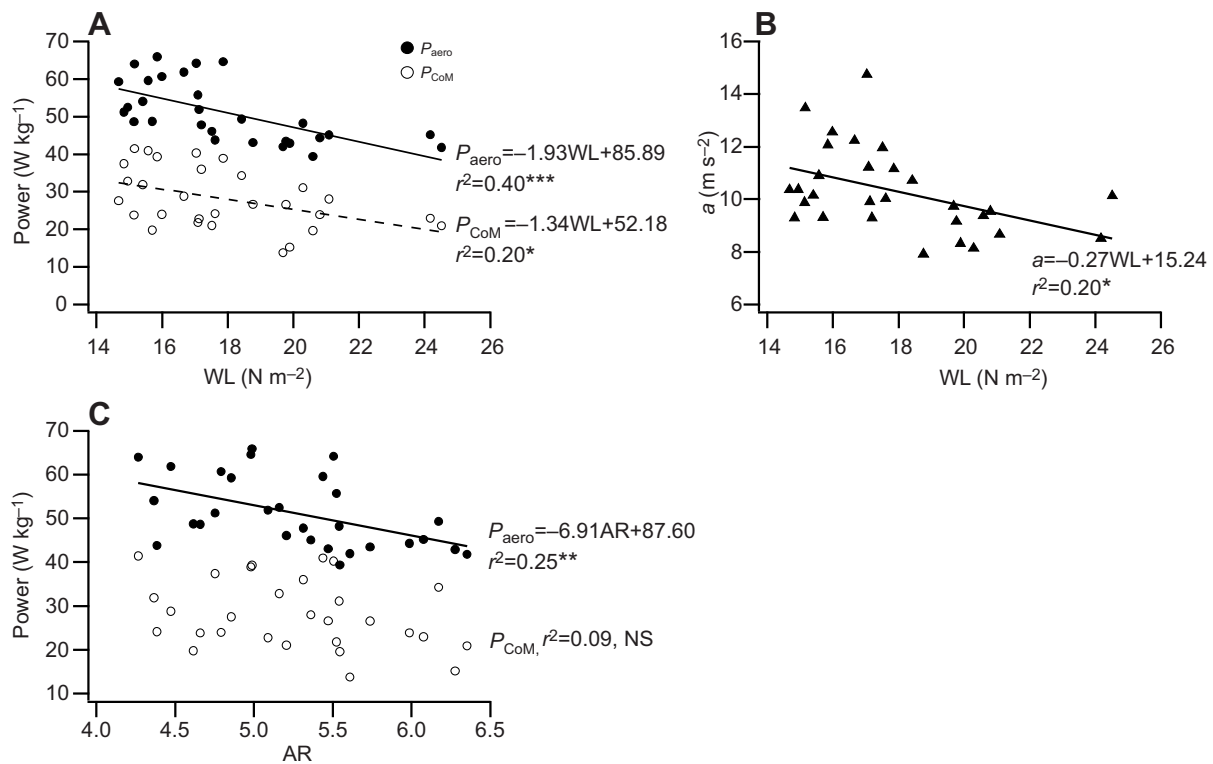 A
70
60
50
40
30
20
10
0
Power (W kg–1)
14 16 18 20 22 24 26
WL (N m–2)
Paero
PCoM
Paero=–1.93WL+85.89
r2=0.40***
PCoM=–1.34WL+52.18
r2=0.20*
B
16
14
12
10
8
6
a (m s–2)
14 16 18 20 22 24 26
WL (N m–2)
a=–0.27WL+15.24
r2=0.20*
C
70
60
50
40
30
20
10
Power (W kg–1)
4.0 4.5 5.0 5.5 6.0 6.5
AR
Paero=–6.91AR+87.60
r2=0.25**
PCoM, r2=0.09, NS